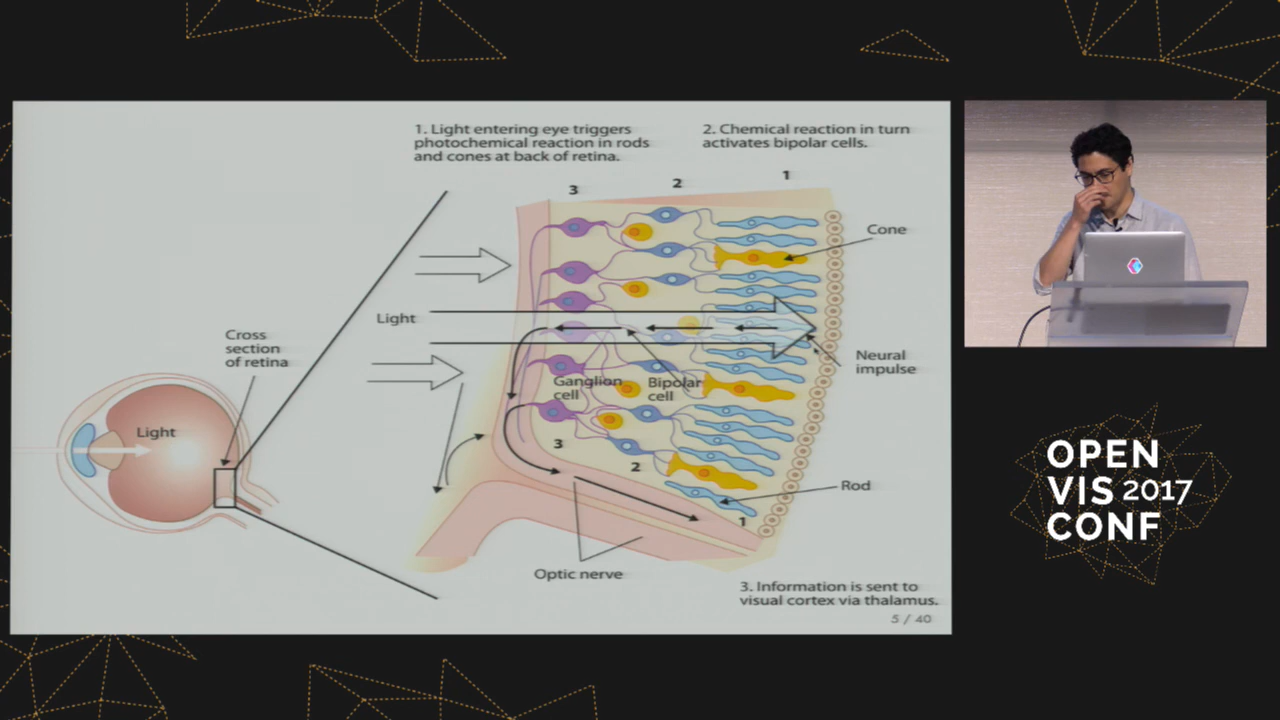 1. Light entering eye triggers
photochemical reaction in rods
and cones at back of retina.
2. Chemical reaction in turn
activates bipolar cells.
3
2
1
Cone
Light
Cross
section
of retina
Neural
impulse
Ganglion
cell
Bipolar
cell
Light
3
2
Rod
1
Optic nerve
3. Information is sent to
visual cortex via thalamus.
5 / 40
OPEN
VIS 2017
CONF